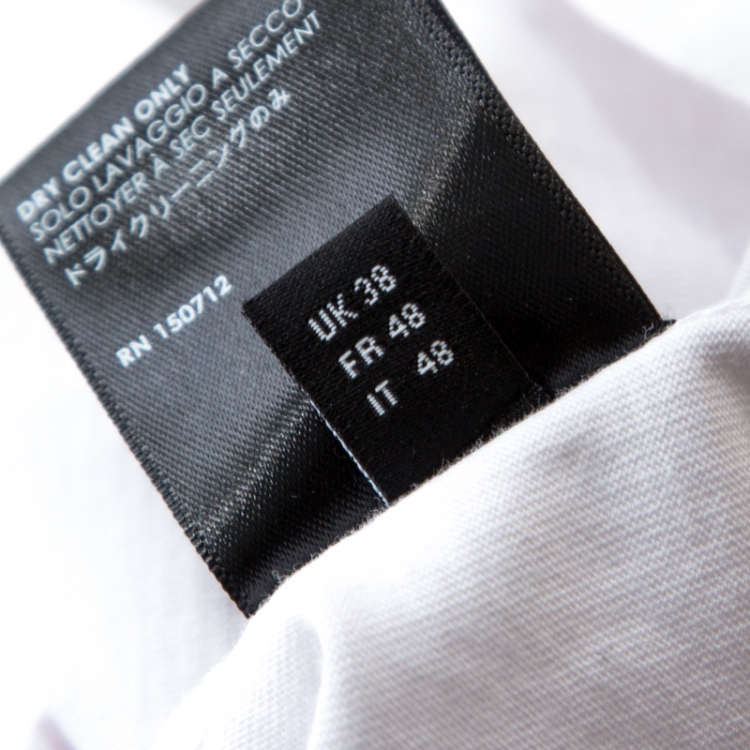 DRY CLEAN ONLY
SOLO LAVAGGIO A SECCO
NETTOYER À SEC SEULEMENT
ドライクリーニングのみ
RN 150712
UK 38
FR 48
IT 48